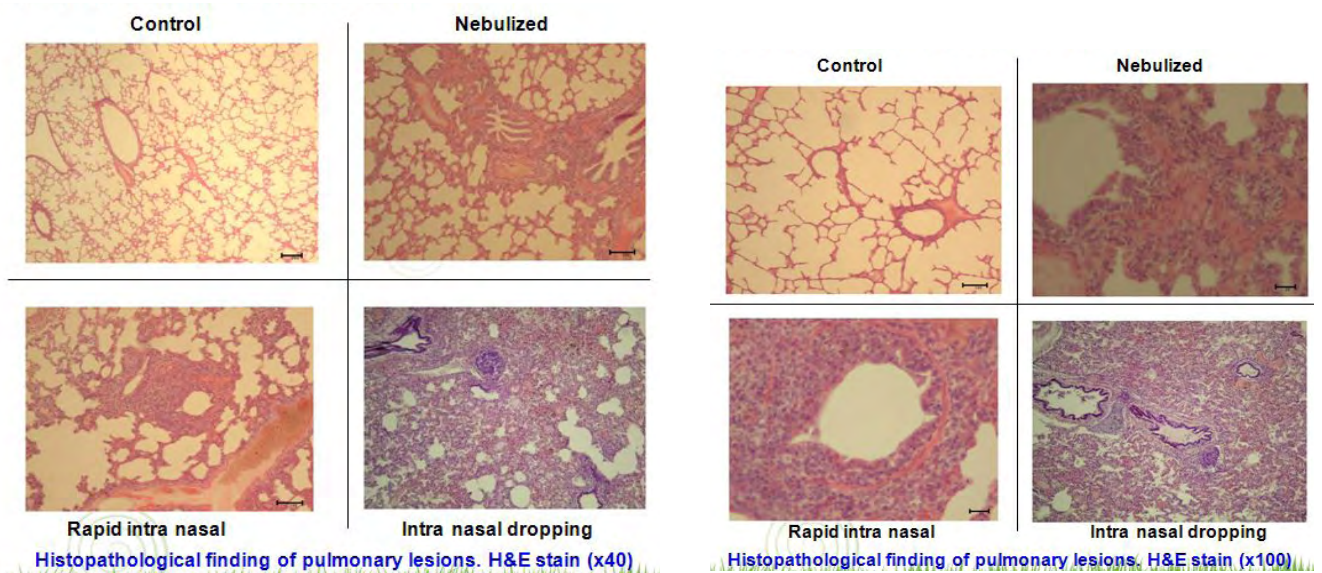 Control
Nebulized
Rapid intra nasal
Intra nasal dropping
Histopathological finding of pulmonary lesions. H&E stain (x40)
Control
Nebulized
Rapid intra nasal
Intra nasal dropping
Histopathological finding of pulmonary lesions. H&E stain (x100)